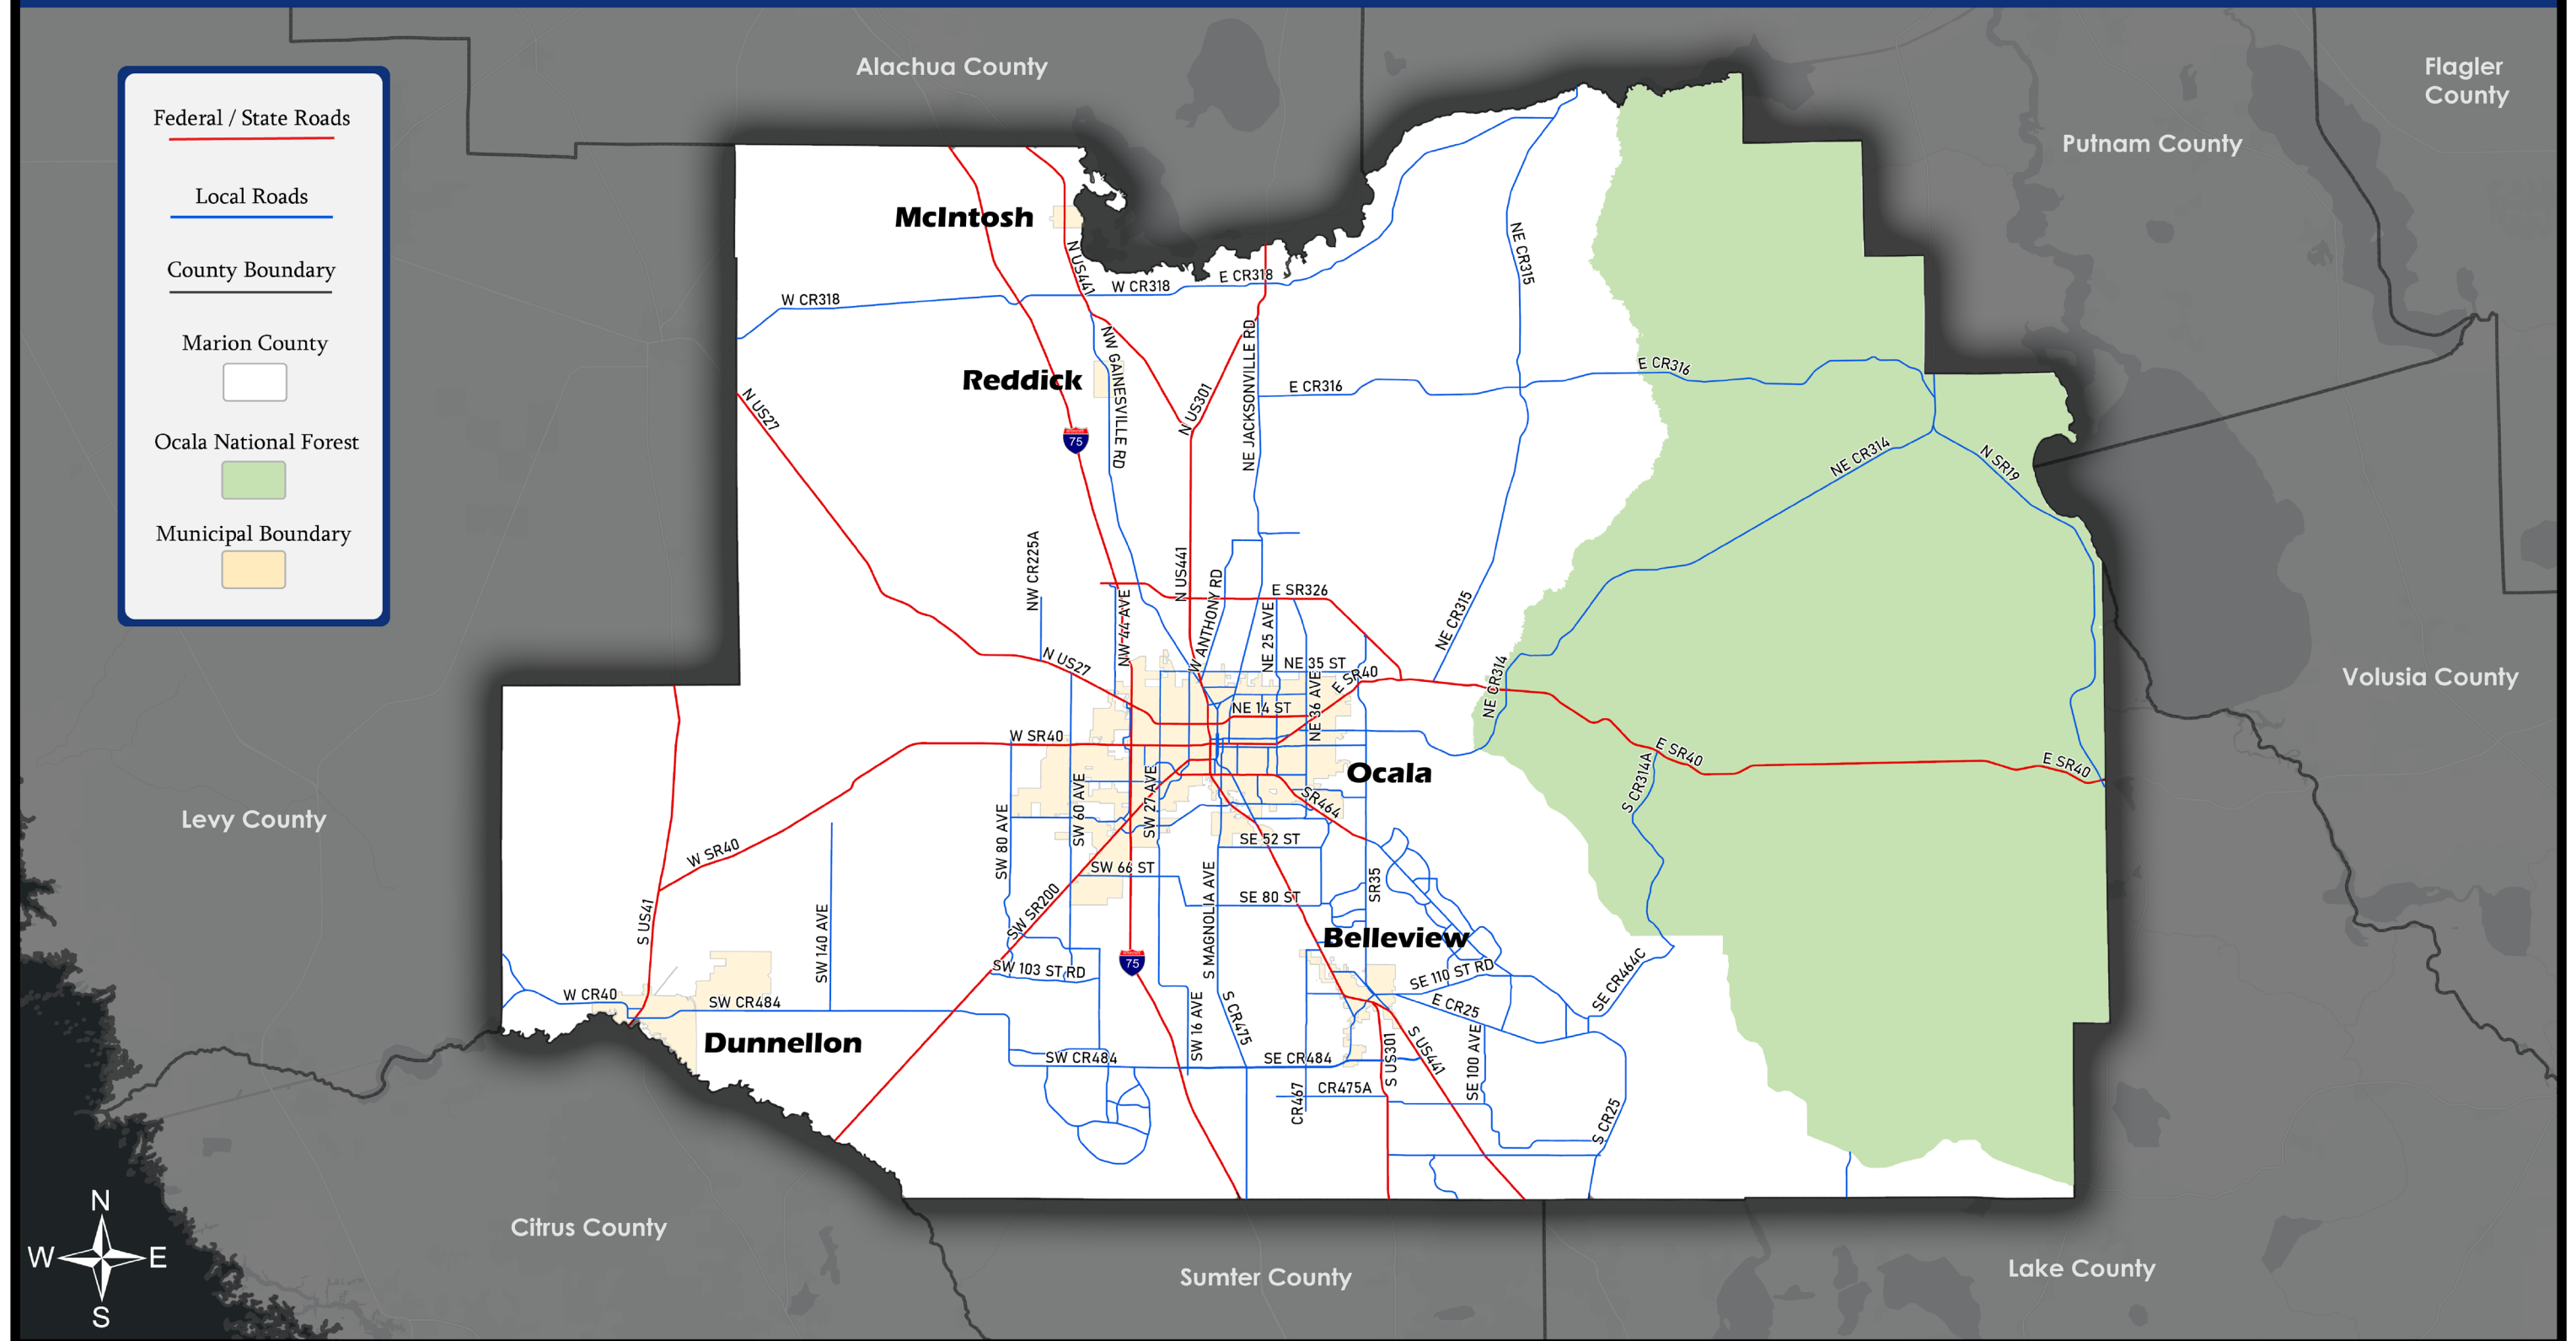 Alachua County
Flagler
County
Putnam County
Federal / State Roads
Local Roads
County Boundary
Marion County
Ocala National Forest
Municipal Boundary
McIntosh
N US441
NE CR315
W CR318
W CR318
E CR318
NW GAINESVILLE RD
NE JACKSONVILLE RD
Reddick
E CR316
E CR316
N US27
N US301
75
NE CR314
N SR19
NW CR225A
N US441
W ANTHONY RD
E SR326
NE 25 AVE
NW 44 AVE
NE CR315
N US27
NE 35 ST
E SR40
NE CR314
NE 36 AVE
NE 14 ST
Volusia County
W SR40
E SR40
E SR40
Ocala
S CR314A
SW 60 AVE
SW 27 AVE
SW 80 AVE
SR464
Levy County
SE 52 ST
W SR40
SW 66 ST
SE 80 ST
SR35
SW SR200
S MAGNOLIA AVE
S US41
SW 140 AVE
Belleview
75
SW 103 ST RD
SE 110 ST RD
SE CR464C
W CR40
SW CR484
E CR25
Dunnellon
SW 16 AVE
S CR475
SW CR484
SE CR484
S US301
S US441
SE 100 AVE
CR475A
CR467
S CR25
N
W
E
S
Citrus County
Sumter County
Lake County